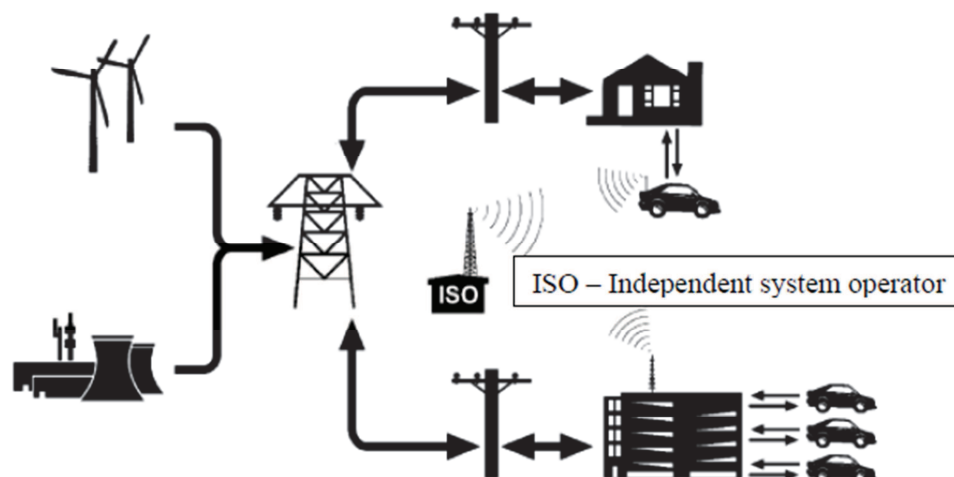 ISO
ISO – Independent system operator